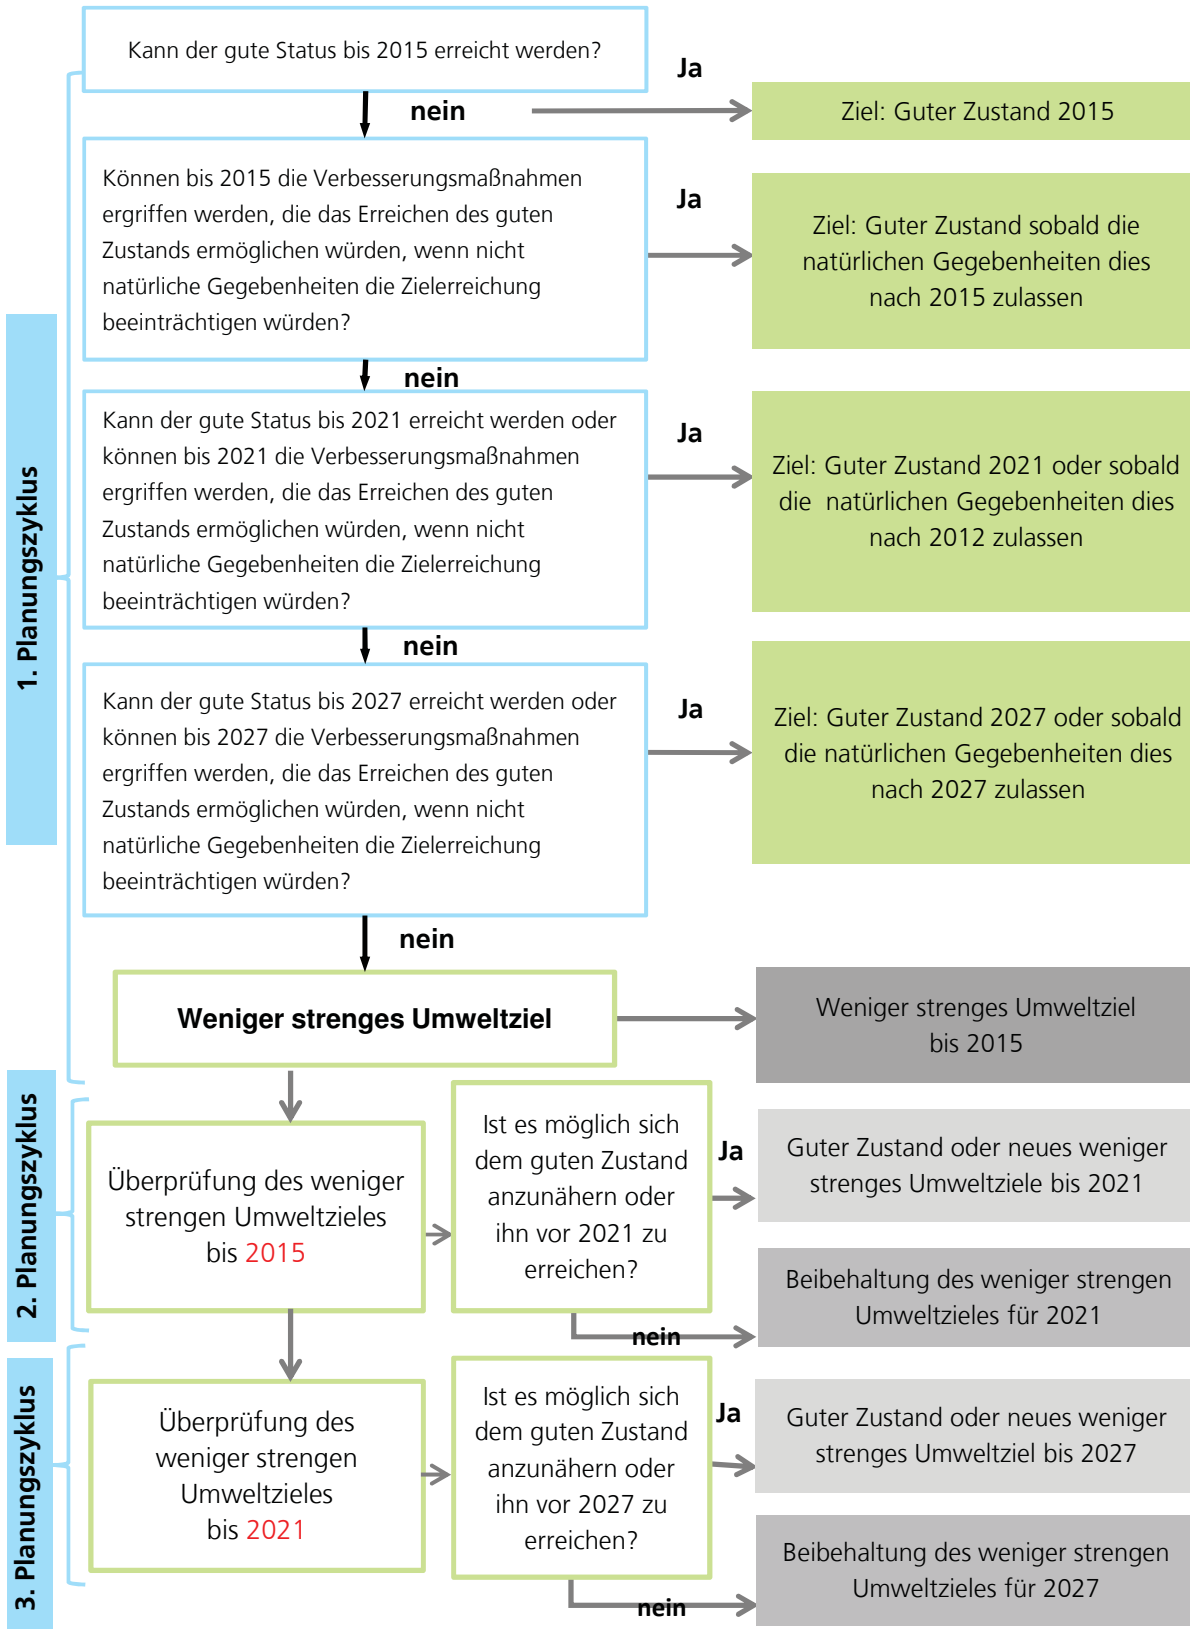 Kann der gute Status bis 2015 erreicht werden?
Ja
nein
Ziel: Guter Zustand 2015
Können bis 2015 die Verbesserungsmaßnahmen
ergriffen werden, die das Erreichen des guten
Zustands ermöglichen würden, wenn nicht
natürliche Gegebenheiten die Zielerreichung
beeinträchtigen würden?
Ja
Ziel: Guter Zustand sobald die
natürlichen Gegebenheiten dies
nach 2015 zulassen
nein
1. Planungszyklus
Kann der gute Status bis 2021 erreicht werden oder
können bis 2021 die Verbesserungsmaßnahmen
ergriffen werden, die das Erreichen des guten
Zustands ermöglichen würden, wenn nicht
natürliche Gegebenheiten die Zielerreichung
beeinträchtigen würden?
Ja
Ziel: Guter Zustand 2021 oder sobald
die natürlichen Gegebenheiten dies
nach 2012 zulassen
nein
Kann der gute Status bis 2027 erreicht werden oder
können bis 2027 die Verbesserungsmaßnahmen
ergriffen werden, die das Erreichen des guten
Zustands ermöglichen würden, wenn nicht
natürliche Gegebenheiten die Zielerreichung
beeinträchtigen würden?
Ja
Ziel: Guter Zustand 2027 oder sobald
die natürlichen Gegebenheiten dies
nach 2027 zulassen
nein
Weniger strenges Umweltziel
Weniger strenges Umweltziel
bis 2015
2. Planungszyklus
Überprüfung des weniger
strengen Umweltzieles
bis 2015
Ist es möglich sich
dem guten Zustand
anzunähern oder
ihn vor 2021 zu
erreichen?
Ja
Guter Zustand oder neues weniger
strenges Umweltziele bis 2021
nein
Beibehaltung des weniger strengen
Umweltzieles für 2021
3. Planungszyklus
Überprüfung des
weniger strengen
Umweltzieles
bis 2021
Ist es möglich sich
dem guten Zustand
anzunähern oder
ihn vor 2027 zu
erreichen?
Ja
Guter Zustand oder neues weniger
strenges Umweltziel bis 2027
nein
Beibehaltung des weniger strengen
Umweltzieles für 2027